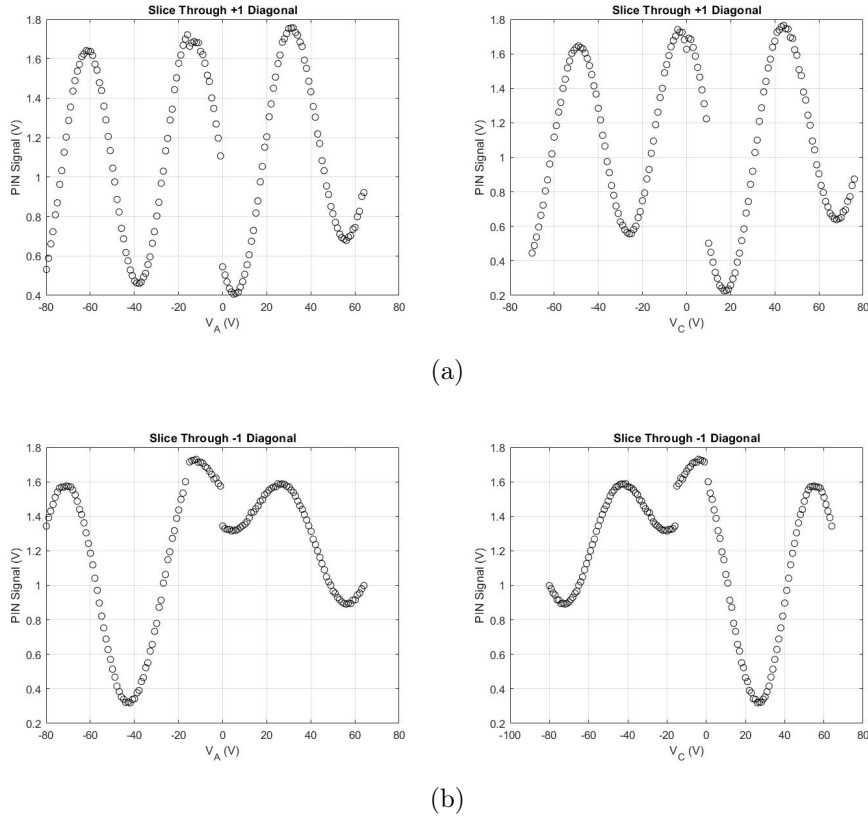 Slice Through +1 Diagonal
1.8
1.6
1.4
1.2
1
0.8
0.6
0.4
PIN Signal (V)
-80 -60 -40 -20 0 20 40 60 80
V_A (V)
Slice Through +1 Diagonal
1.8
1.6
1.4
1.2
1
0.8
0.6
0.4
0.2
PIN Signal (V)
-80 -60 -40 -20 0 20 40 60 80
V_C (V)
(a)
Slice Through -1 Diagonal
1.8
1.6
1.4
1.2
1
0.8
0.6
0.4
0.2
PIN Signal (V)
-80 -60 -40 -20 0 20 40 60 80
V_A (V)
Slice Through -1 Diagonal
1.8
1.6
1.4
1.2
1
0.8
0.6
0.4
0.2
PIN Signal (V)
-100 -80 -60 -40 -20 0 20 40 60 80
V_C (V)
(b)